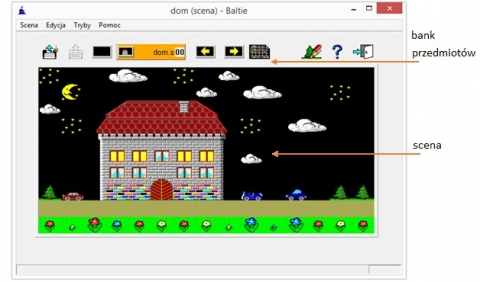 dom (scena) - Baltie
Scena Edycja Tryby Pomoc
dom.s 00
bank
przedmiotów
scena